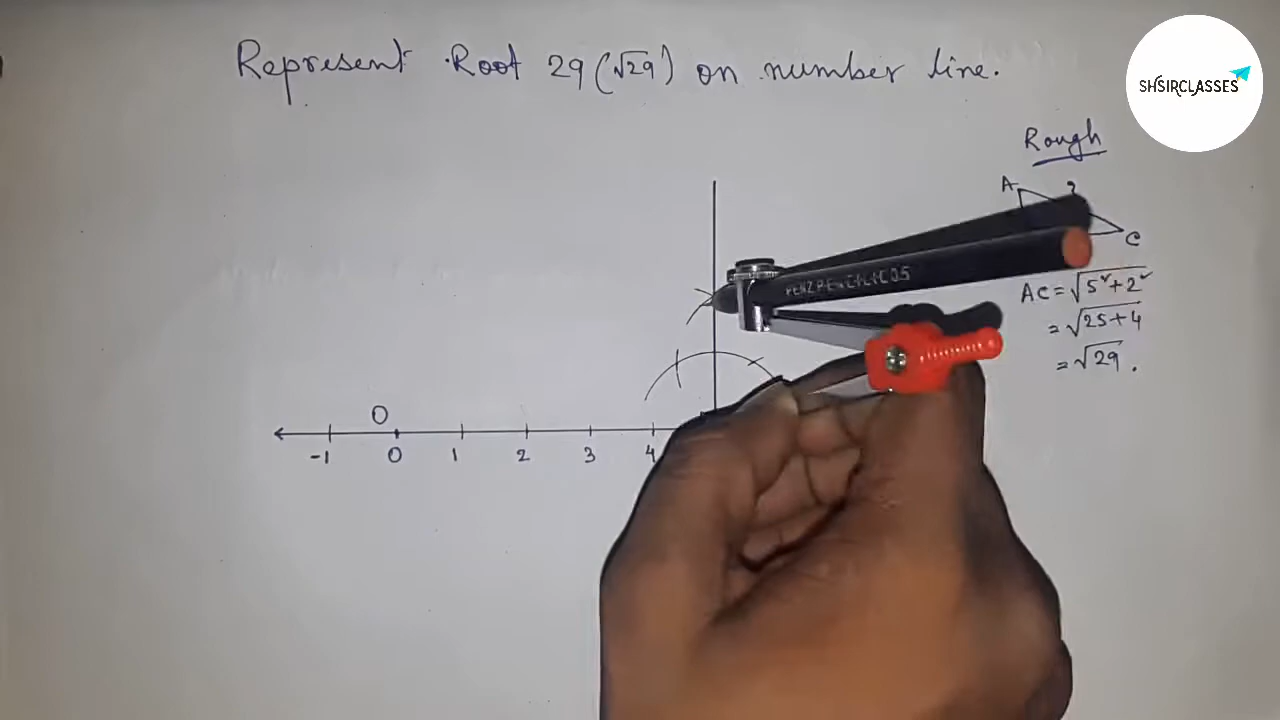 Represent Root 29 (√29) on number line.
SHSIRCLASSES
Rough
A ?
C
AC = √5²+2²
= √25+4
= √29.
O
-1 0 1 2 3 4